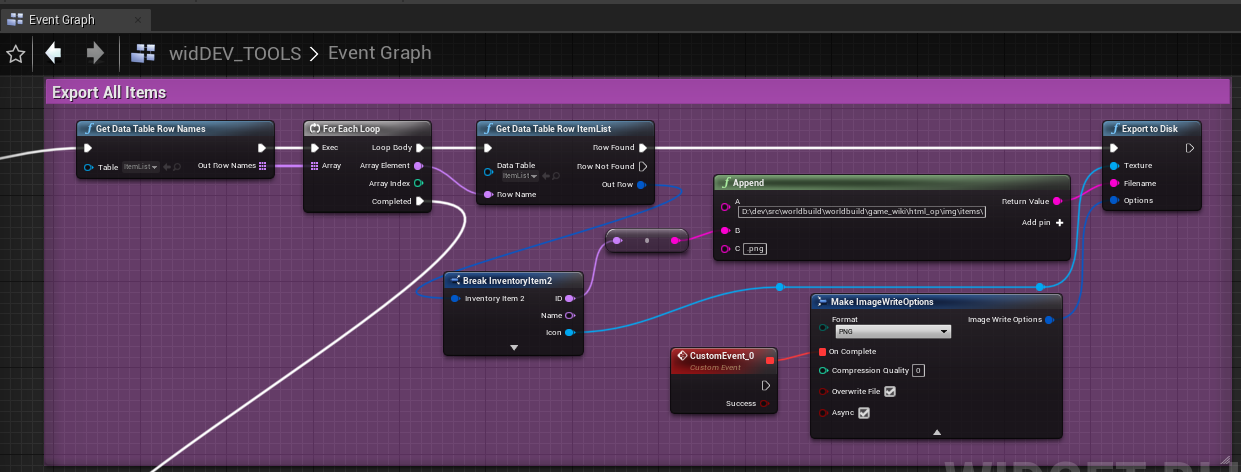 Event Graph
widDEV_TOOLS > Event Graph
Export All Items
Get Data Table Row Names
Table ItemList
Out Row Names
For Each Loop
Exec
Loop Body
Array
Array Element
Array Index
Completed
Get Data Table Row ItemList
Row Found
Data Table
ItemList
Row Not Found
Out Row
Row Name
Append
A
D:\dev\src\worldbuild\worldbuild\game_wiki\html_op\img\items\
Return Value
Add pin +
B
C .png
Export to Disk
Texture
Filename
Options
Break InventoryItem2
Inventory Item 2
ID
Name
Icon
Make ImageWriteOptions
Format
PNG
Image Write Options
On Complete
Compression Quality 0
Overwrite File
Async
CustomEvent_0
Custom Event
Success